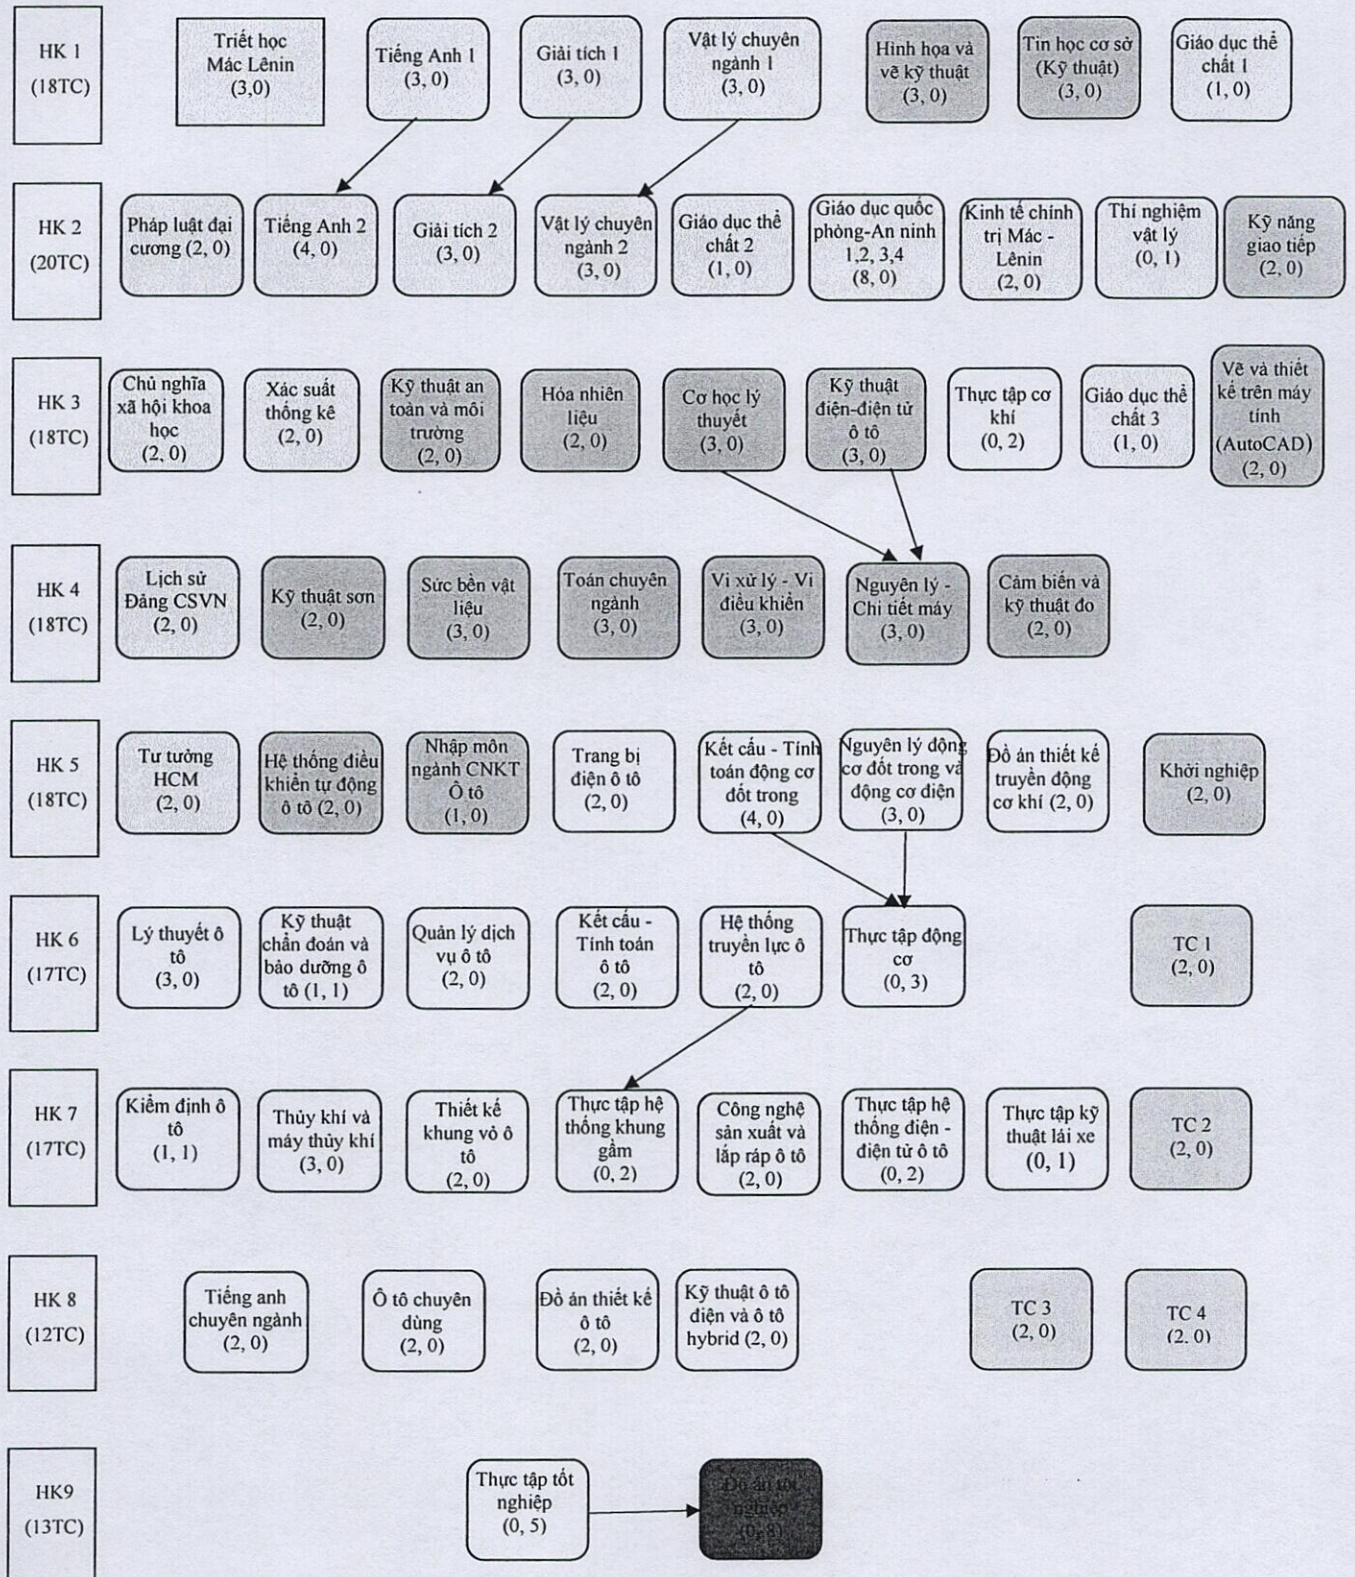 HK 1
(18TC)
Triết học
Mác Lênin
(3,0)
Tiếng Anh 1
(3, 0)
Giải tích 1
(3, 0)
Vật lý chuyên
ngành 1
(3, 0)
Hình họa và
vẽ kỹ thuật
(3, 0)
Tin học cơ sở
(Kỹ thuật)
(3, 0)
Giáo dục thể
chất 1
(1, 0)
HK 2
(20TC)
Pháp luật đại
cương (2, 0)
Tiếng Anh 2
(4, 0)
Giải tích 2
(3, 0)
Vật lý chuyên
ngành 2
(3, 0)
Giáo dục thể
chất 2
(1, 0)
Giáo dục quốc
phòng-An ninh
1,2, 3,4
(8, 0)
Kinh tế chính
trị Mác -
Lênin
(2, 0)
Thí nghiệm
vật lý
(0, 1)
Kỹ năng
giao tiếp
(2, 0)
HK 3
(18TC)
Chủ nghĩa
xã hội khoa
học
(2, 0)
Xác suất
thống kê
(2, 0)
Kỹ thuật an
toàn và môi
trường
(2, 0)
Hóa nhiên
liệu
(2, 0)
Cơ học lý
thuyết
(3, 0)
Kỹ thuật
điện-điện tử
ô tô
(3, 0)
Thực tập cơ
khí
(0, 2)
Giáo dục thể
chất 3
(1, 0)
Vẽ và thiết
kế trên máy
tính
(AutoCAD)
(2, 0)
HK 4
(18TC)
Lịch sử
Đảng CSVN
(2, 0)
Kỹ thuật sơn
(2, 0)
Sức bền vật
liệu
(3, 0)
Toán chuyên
ngành
(3, 0)
Vi xử lý - Vi
điều khiển
(3, 0)
Nguyên lý -
Chi tiết máy
(3, 0)
Cảm biến và
kỹ thuật đo
(2, 0)
HK 5
(18TC)
Tư tưởng
HCM
(2, 0)
Hệ thống điều
khiển tự động
ô tô (2, 0)
Nhập môn
ngành CNKT
Ô tô
(1, 0)
Trang bị
điện ô tô
(2, 0)
Kết cấu - Tính
toán động cơ
đốt trong
(4, 0)
Nguyên lý động
cơ đốt trong và
động cơ điện
(3, 0)
Đồ án thiết kế
truyền động
cơ khí (2, 0)
Khởi nghiệp
(2, 0)
HK 6
(17TC)
Lý thuyết ô
tô
(3, 0)
Kỹ thuật
chẩn đoán và
bảo dưỡng ô
tô (1, 1)
Quản lý dịch
vụ ô tô
(2, 0)
Kết cấu -
Tính toán
ô tô
(2, 0)
Hệ thống
truyền lực ô
tô
(2, 0)
Thực tập động
cơ
(0, 3)
TC 1
(2, 0)
HK 7
(17TC)
Kiểm định ô
tô
(1, 1)
Thủy khí và
máy thủy khí
(3, 0)
Thiết kế
khung vỏ ô
tô
(2, 0)
Thực tập hệ
thống khung
gầm
(0, 2)
Công nghệ
sản xuất và
lắp ráp ô tô
(2, 0)
Thực tập hệ
thống điện -
điện tử ô tô
(0, 2)
Thực tập kỹ
thuật lái xe
(0, 1)
TC 2
(2, 0)
HK 8
(12TC)
Tiếng anh
chuyên ngành
(2, 0)
Ô tô chuyên
dùng
(2, 0)
Đồ án thiết kế
ô tô
(2, 0)
Kỹ thuật ô tô
điện và ô tô
hybrid (2, 0)
TC 3
(2, 0)
TC 4
(2, 0)
HK9
(13TC)
Thực tập tốt
nghiệp
(0, 5)
Đồ án tốt
nghiệp
(0, 8)